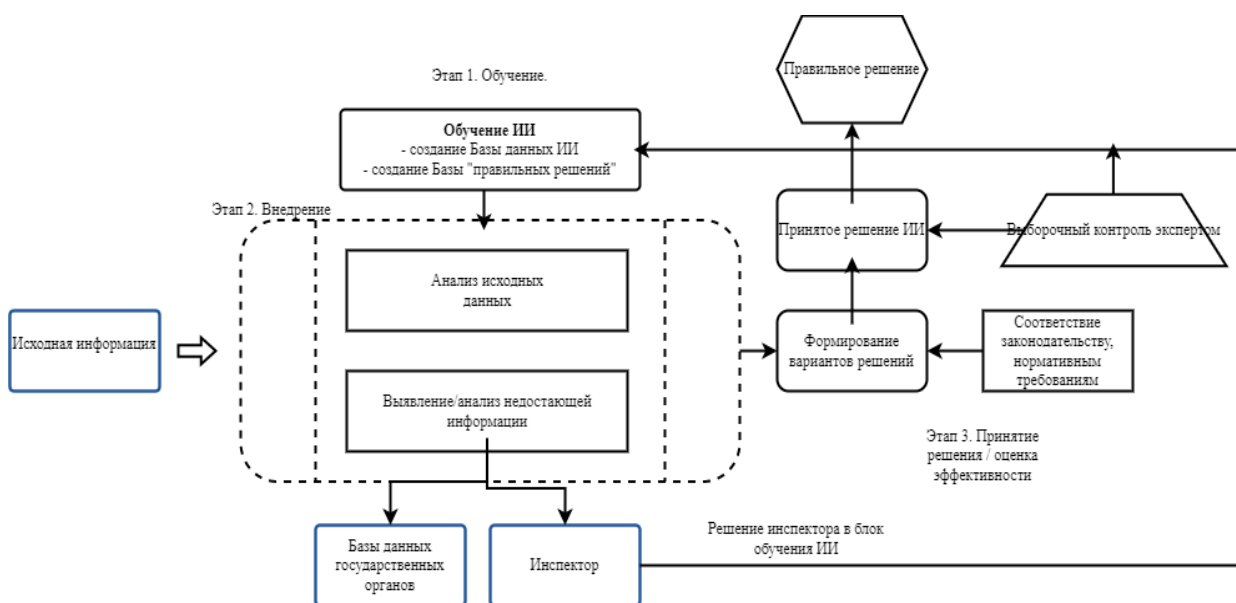 Правильное решение
Этап 1. Обучение.
Обучение ИИ
- создание Базы данных ИИ
- создание Базы "правильных решений"
Этап 2. Внедрение
Принятое решение ИИ
Выборочный контроль экспертом
Анализ исходных
данных
Исходная информация
Формирование
вариантов решений
Соответствие
законодательству,
нормативным
требованиям
Выявление/анализ недостающей
информации
Этап 3. Принятие
решения / оценка
эффективности
Базы данных
государственных
органов
Инспектор
Решение инспектора в блок
обучения ИИ